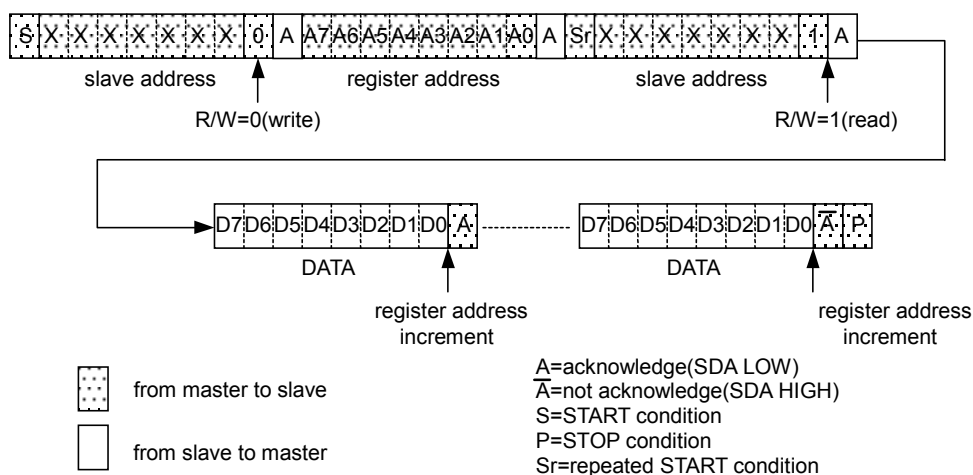 S X X X X X X X 0 A A7 A6 A5 A4 A3 A2 A1 A0 A Sr X X X X X X X 1 A
slave address register address slave address
R/W=0(write) R/W=1(read)
D7 D6 D5 D4 D3 D2 D1 D0 A D7 D6 D5 D4 D3 D2 D1 D0 A̅ P
DATA DATA
register address register address
increment increment
from master to slave
from slave to master
A=acknowledge(SDA LOW)
A̅=not acknowledge(SDA HIGH)
S=START condition
P=STOP condition
Sr=repeated START condition